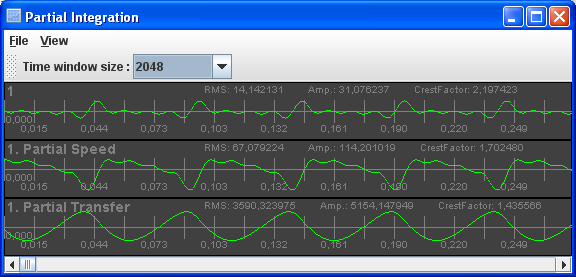 Partial Integration
File View
Time window size : 2048
1 RMS: 14,142131 Amp.: 31,076237 CrestFactor: 2,197423
0,000
0,015 0,044 0,073 0,103 0,132 0,161 0,190 0,220 0,249
1. Partial Speed RMS: 67,079224 Amp.: 114,201019 CrestFactor: 1,702480
0,000
0,015 0,044 0,073 0,103 0,132 0,161 0,190 0,220 0,249
1. Partial Transfer RMS: 3590,323975 Amp.: 5154,147949 CrestFactor: 1,435566
0,000
0,015 0,044 0,073 0,103 0,132 0,161 0,190 0,220 0,249